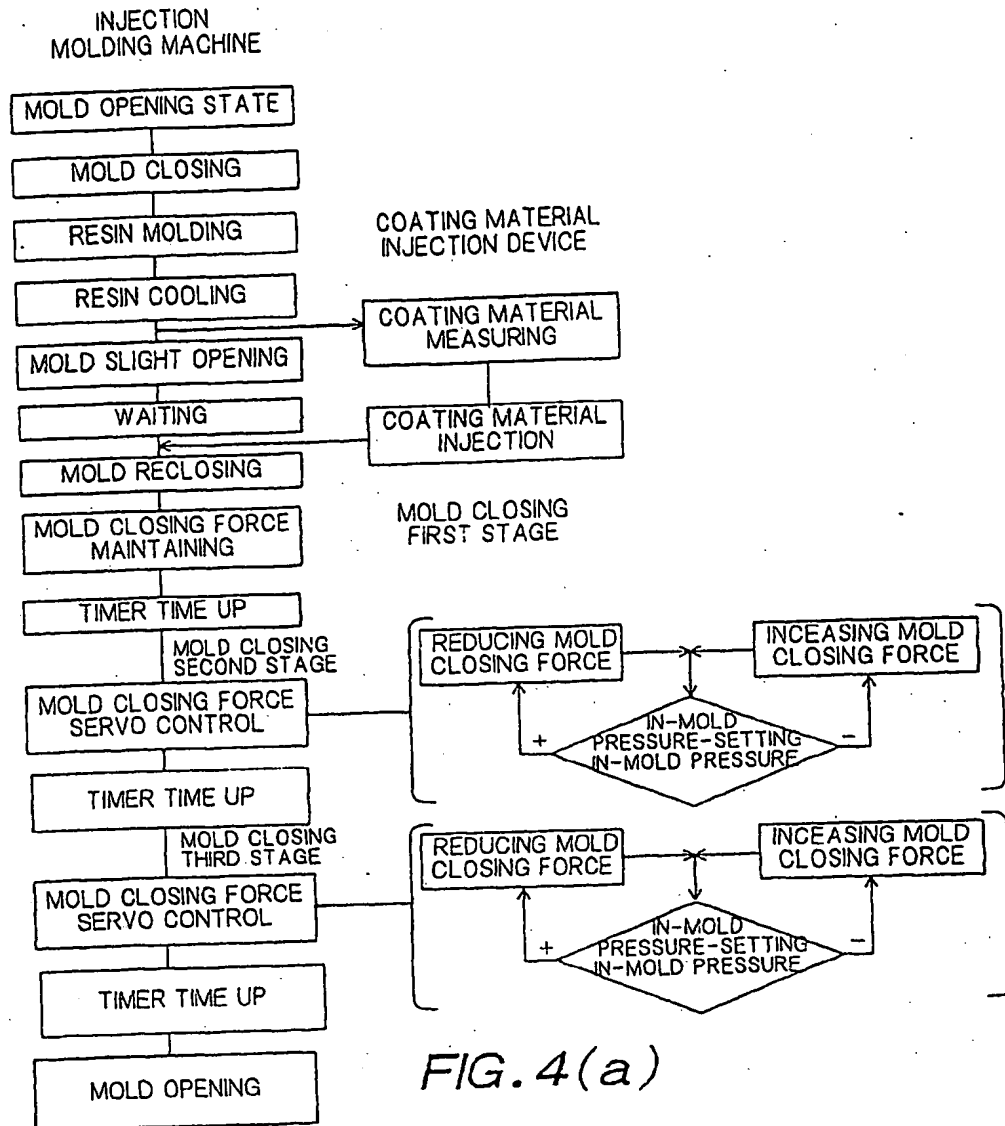 INJECTION
MOLDING MACHINE
MOLD OPENING STATE
MOLD CLOSING
RESIN MOLDING
RESIN COOLING
MOLD SLIGHT OPENING
WAITING
MOLD RECLOSING
MOLD CLOSING FORCE
MAINTAINING
TIMER TIME UP
MOLD CLOSING
SECOND STAGE
MOLD CLOSING FORCE
SERVO CONTROL
TIMER TIME UP
MOLD CLOSING
THIRD STAGE
MOLD CLOSING FORCE
SERVO CONTROL
TIMER TIME UP
MOLD OPENING
COATING MATERIAL
INJECTION DEVICE
COATING MATERIAL
MEASURING
COATING MATERIAL
INJECTION
MOLD CLOSING
FIRST STAGE
REDUCING MOLD
CLOSING FORCE
INCEASING MOLD
CLOSING FORCE
+
IN-MOLD
PRESSURE-SETTING
IN-MOLD PRESSURE
−
REDUCING MOLD
CLOSING FORCE
INCEASING MOLD
CLOSING FORCE
+
IN-MOLD
PRESSURE-SETTING
IN-MOLD PRESSURE
−
FIG. 4(a)